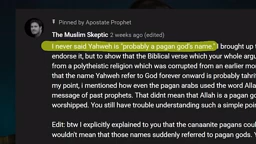 Pinned by Apostate Prophet
The Muslim Skeptic 2 weeks ago (edited)
I never said Yahweh is "probably a pagan god's name." I brought up t
endorse it, but to show that the Biblical verse which your whole argu
from a polytheistic religion which was corrupted from an earlier mon
that the name Yahweh refer to God forever onward is probably tahri
my point, i mentioned how even the pagan arabs used the word Alla
message of past prophets. That didnt mean that Allah is a pagan go
worshipped. You still have trouble understanding such a simple poin
Edit: btw I explicitly explained to you that the canaanite pagans coul
wouldn't mean that those names suddenly referred to pagan gods. Y